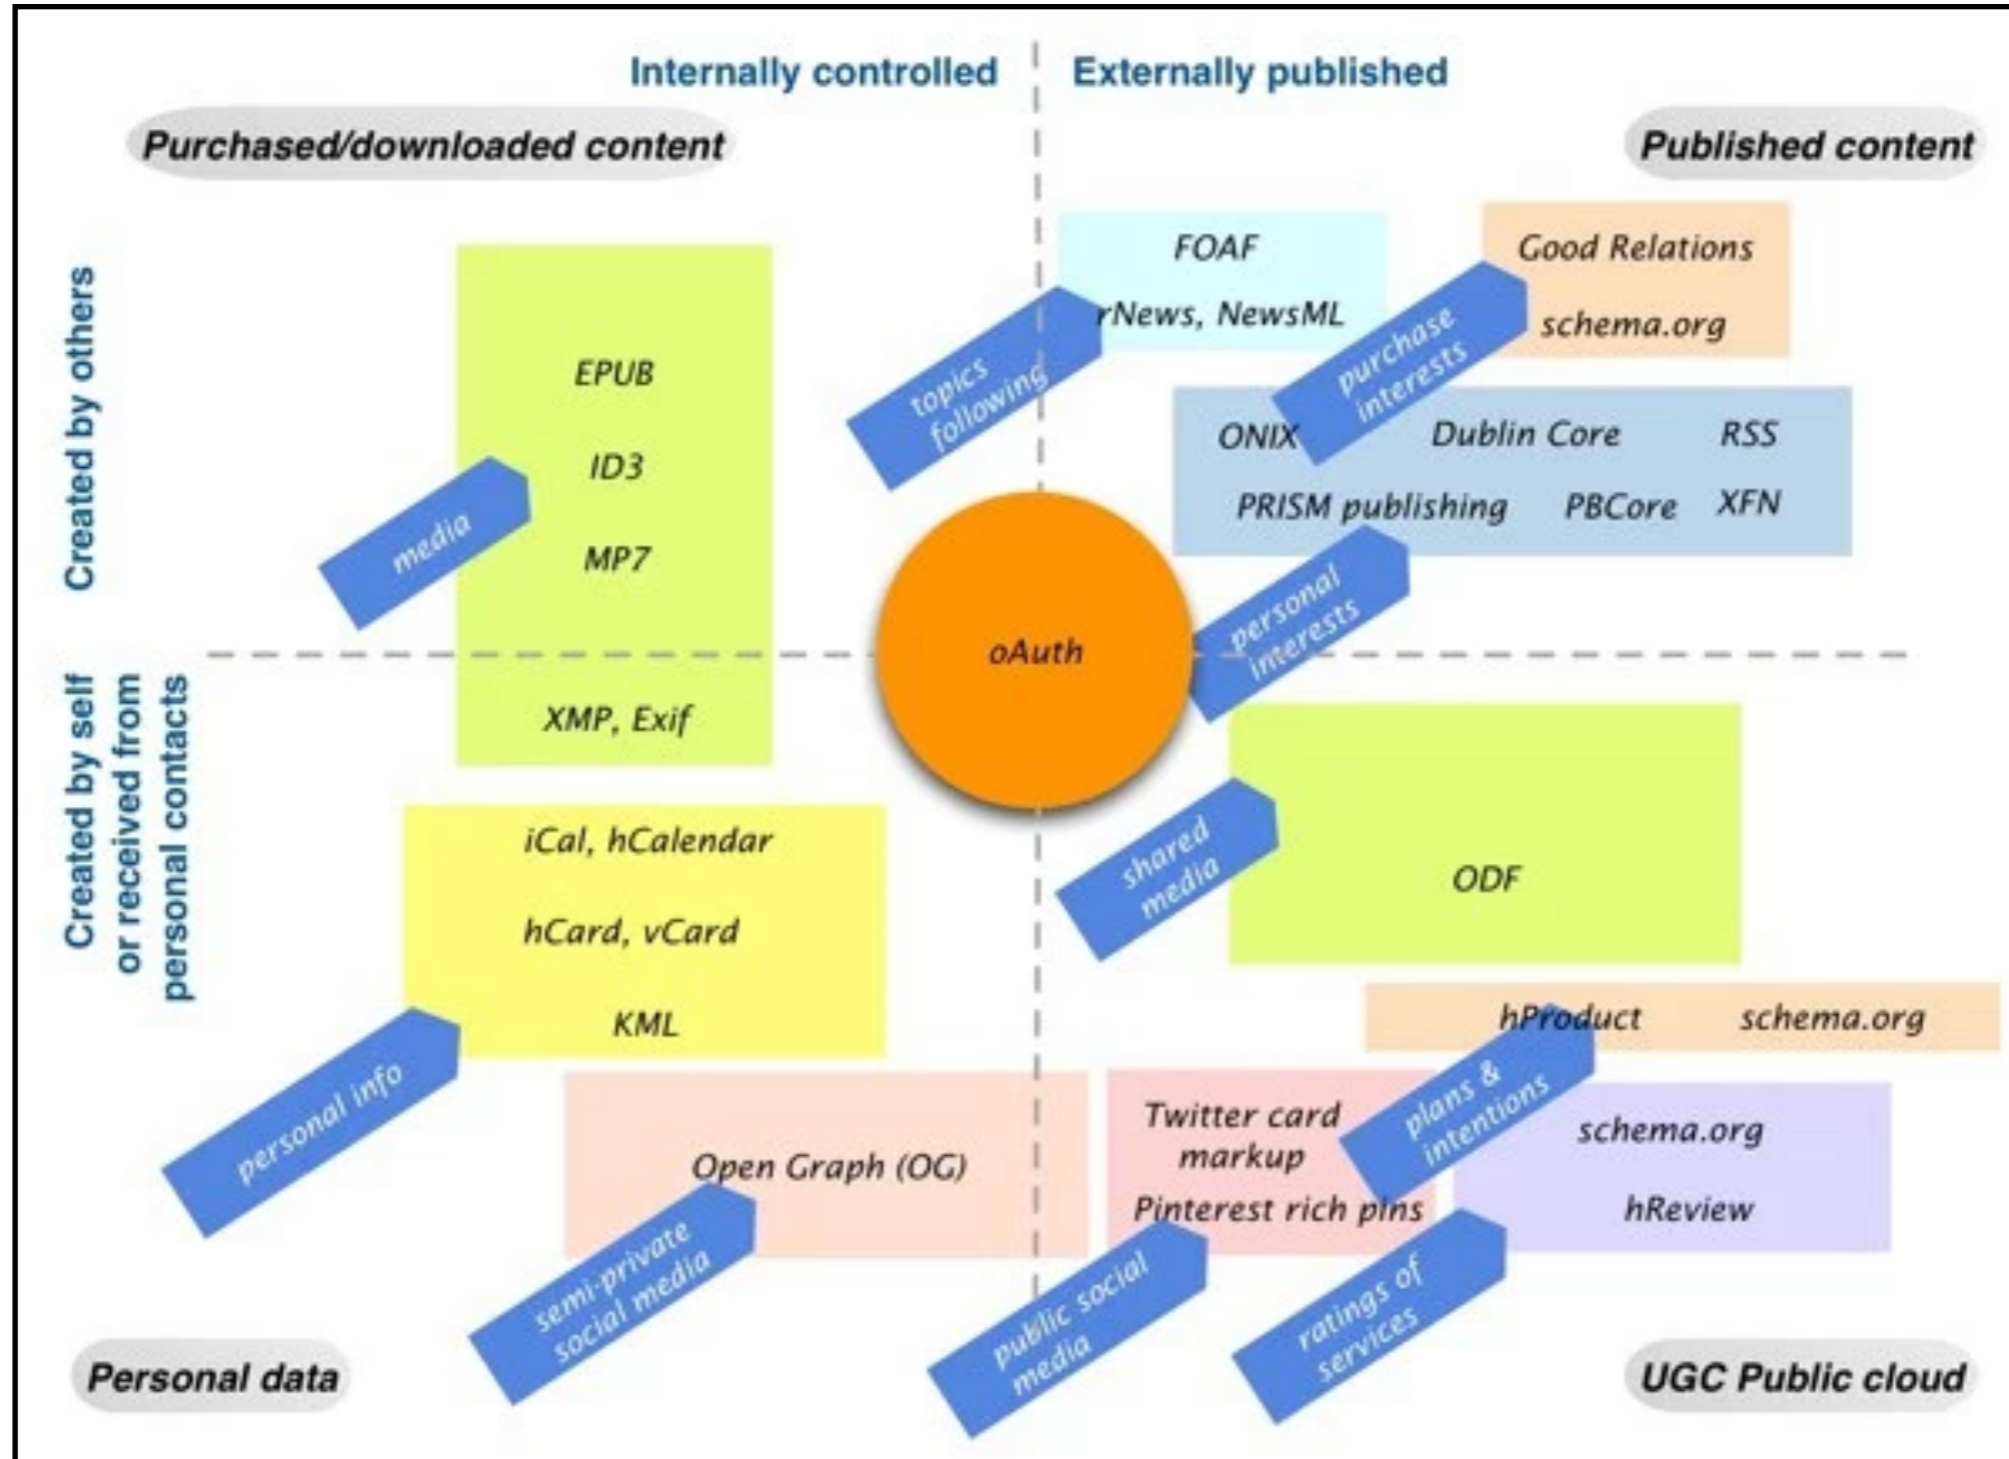 Internally controlled
Externally published
Purchased/downloaded content
Published content
Created by others
EPUB
ID3
MP7
media
FOAF
rNews, NewsML
topics
following
Good Relations
schema.org
purchase
interests
ONIX
Dublin Core
RSS
PRISM publishing
PBCore
XFN
personal
interests
oAuth
Created by self
or received from
personal contacts
XMP, Exif
iCal, hCalendar
hCard, vCard
KML
personal info
Open Graph (OG)
semi-private
social media
shared
media
ODF
hProduct
schema.org
plans &
intentions
Twitter card
markup
Pinterest rich pins
public social
media
schema.org
hReview
ratings of
services
Personal data
UGC Public cloud